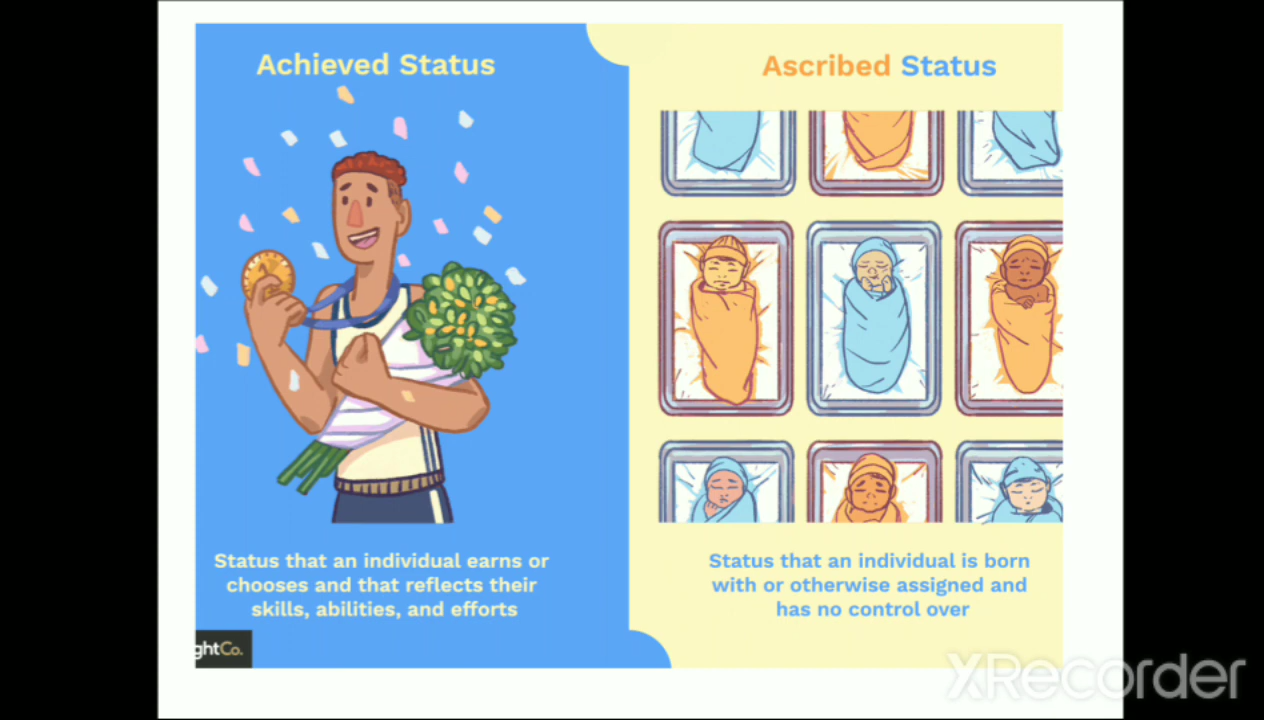 Achieved Status
Status that an individual earns or
chooses and that reflects their
skills, abilities, and efforts
ghtCo.
Ascribed Status
Status that an individual is born
with or otherwise assigned and
has no control over
XRecorder